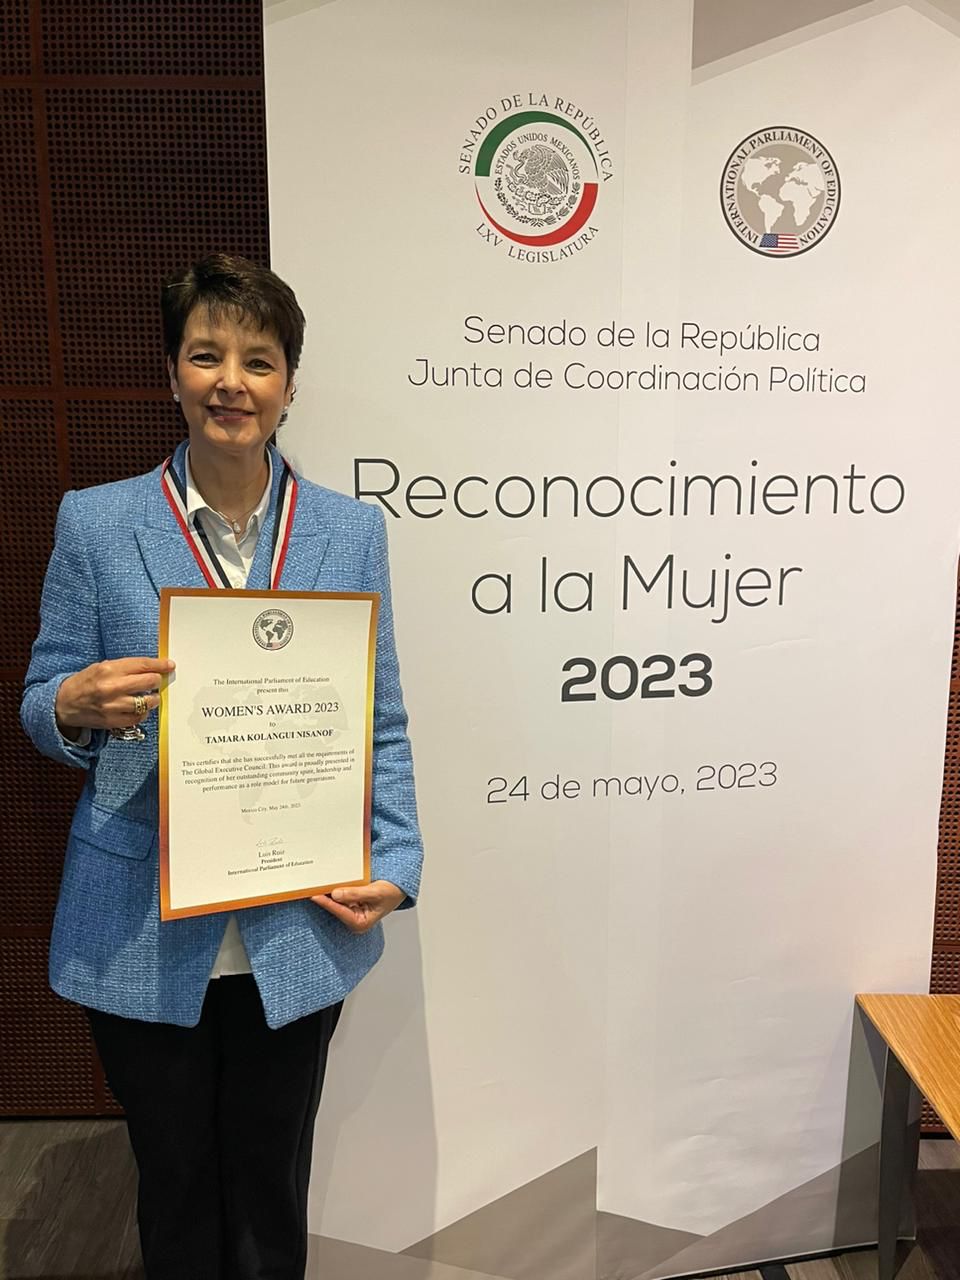 SENADO DE LA REPÚBLICA
ESTADOS UNIDOS MEXICANOS
LXV LEGISLATURA
INTERNATIONAL PARLIAMENT OF EDUCATION
Senado de la República
Junta de Coordinación Política
Reconocimiento
a la Mujer
2023
24 de mayo, 2023
The International Parliament of Education
present this
WOMEN'S AWARD 2023
to
TAMARA KOLANGUI NISANOF
This certifies that she has successfully met all the requirements of
The Global Executive Council. This award is proudly presented in
recognition of her outstanding community spirit, leadership and
performance as a role model for future generations.
Mexico City, May 24th, 2023
Luis Ruiz
President
International Parliament of Education